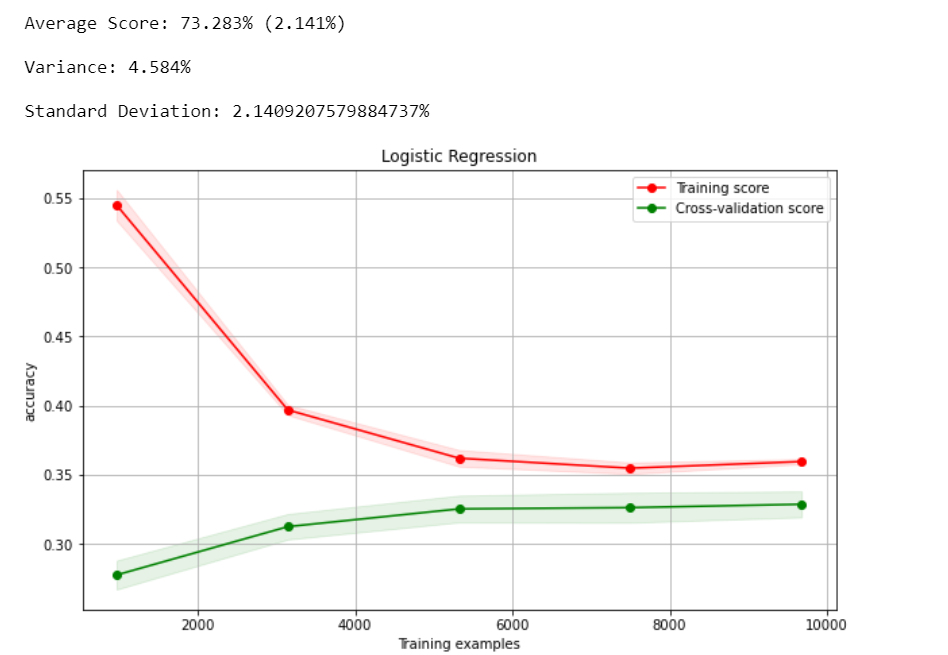 Average Score: 73.283% (2.141%)
Variance: 4.584%
Standard Deviation: 2.1409207579884737%
Logistic Regression
Training score
Cross-validation score
0.55
0.50
0.45
0.40
0.35
0.30
accuracy
2000 4000 6000 8000 10000
Training examples